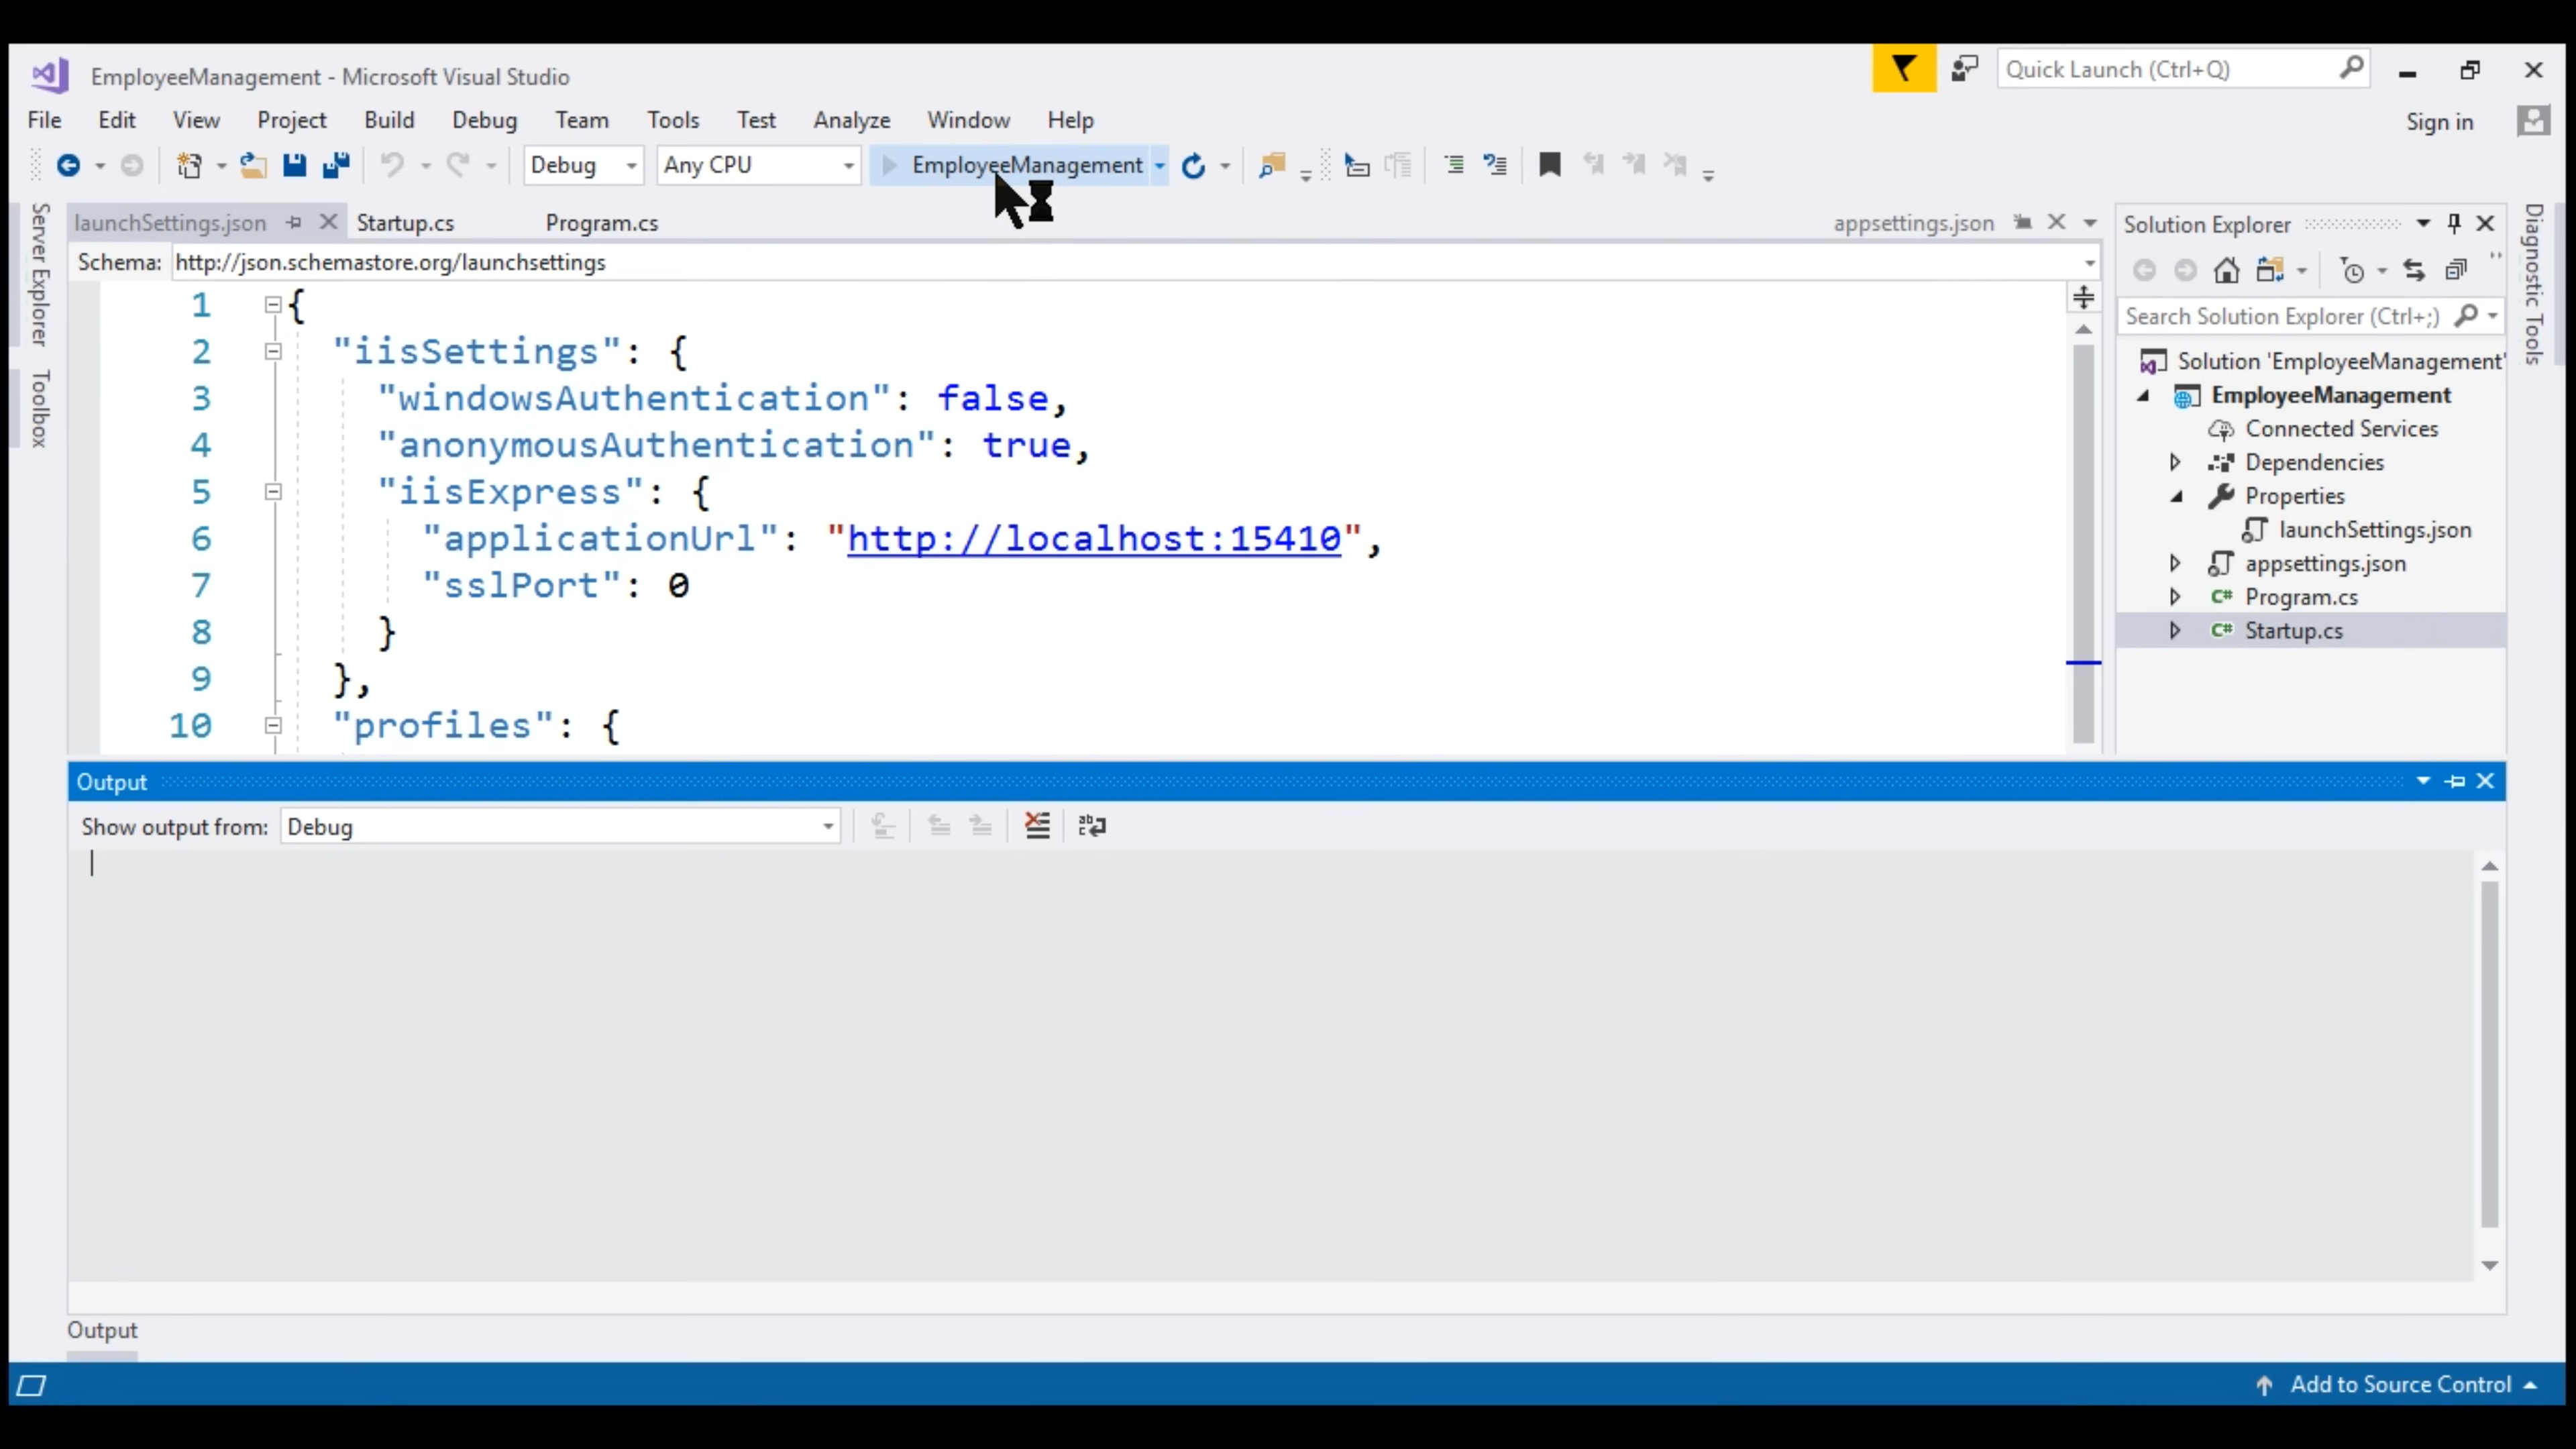 EmployeeManagement - Microsoft Visual Studio
Quick Launch (Ctrl+Q)
File Edit View Project Build Debug Team Tools Test Analyze Window Help
Sign in
Debug Any CPU EmployeeManagement
launchSettings.json Startup.cs Program.cs appsettings.json
Schema: http://json.schemastore.org/launchsettings
1 {
2 "iisSettings": {
3 "windowsAuthentication": false,
4 "anonymousAuthentication": true,
5 "iisExpress": {
6 "applicationUrl": "http://localhost:15410",
7 "sslPort": 0
8 }
9 },
10 "profiles": {
Server Explorer
Toolbox
Solution Explorer
Search Solution Explorer (Ctrl+;)
Solution 'EmployeeManagement'
EmployeeManagement
Connected Services
Dependencies
Properties
launchSettings.json
appsettings.json
C# Program.cs
C# Startup.cs
Diagnostic Tools
Output
Show output from: Debug
Output
Add to Source Control